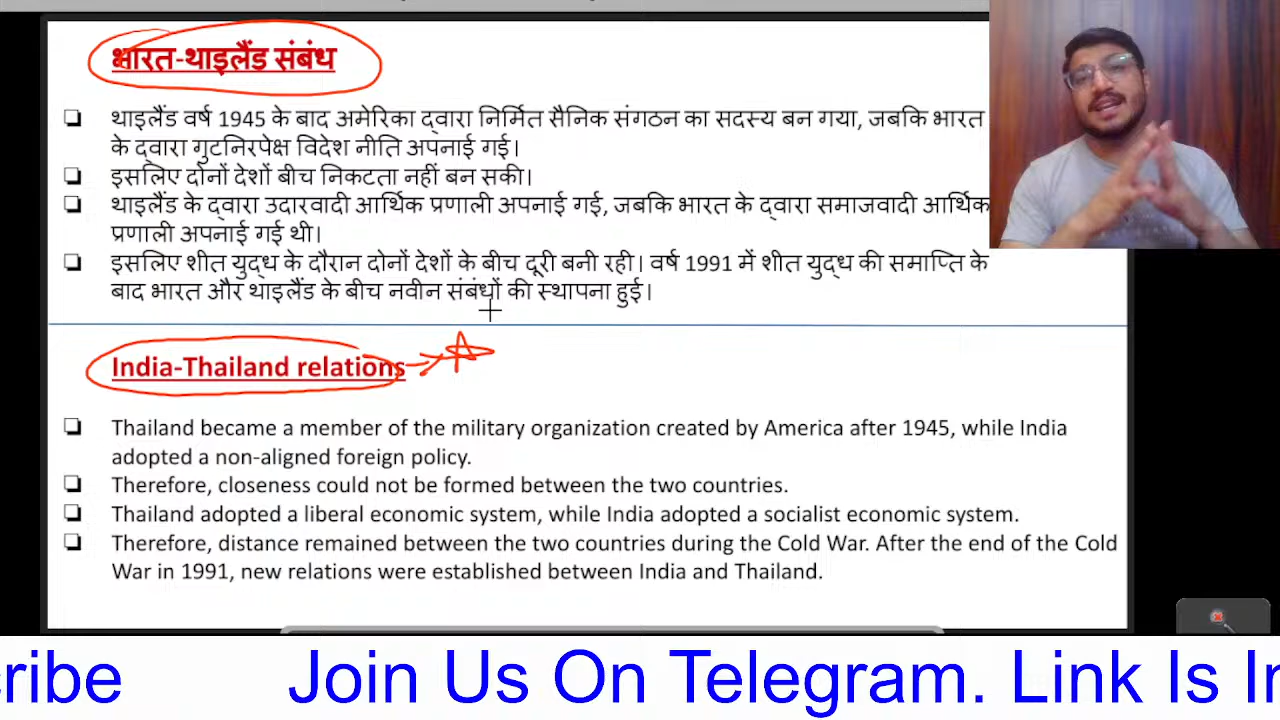 भारत-थाइलैंड संबंध
❑ थाइलैंड वर्ष 1945 के बाद अमेरिका द्वारा निर्मित सैनिक संगठन का सदस्य बन गया, जबकि भारत
के द्वारा गुटनिरपेक्ष विदेश नीति अपनाई गई।
❑ इसलिए दोनों देशों बीच निकटता नहीं बन सकी।
❑ थाइलैंड के द्वारा उदारवादी आर्थिक प्रणाली अपनाई गई, जबकि भारत के द्वारा समाजवादी आर्थिक
प्रणाली अपनाई गई थी।
❑ इसलिए शीत युद्ध के दौरान दोनों देशों के बीच दूरी बनी रही। वर्ष 1991 में शीत युद्ध की समाप्ति के
बाद भारत और थाइलैंड के बीच नवीन संबंधों की स्थापना हुई।
India-Thailand relations
❑ Thailand became a member of the military organization created by America after 1945, while India
adopted a non-aligned foreign policy.
❑ Therefore, closeness could not be formed between the two countries.
❑ Thailand adopted a liberal economic system, while India adopted a socialist economic system.
❑ Therefore, distance remained between the two countries during the Cold War. After the end of the Cold
War in 1991, new relations were established between India and Thailand.
cribe Join Us On Telegram. Link Is In